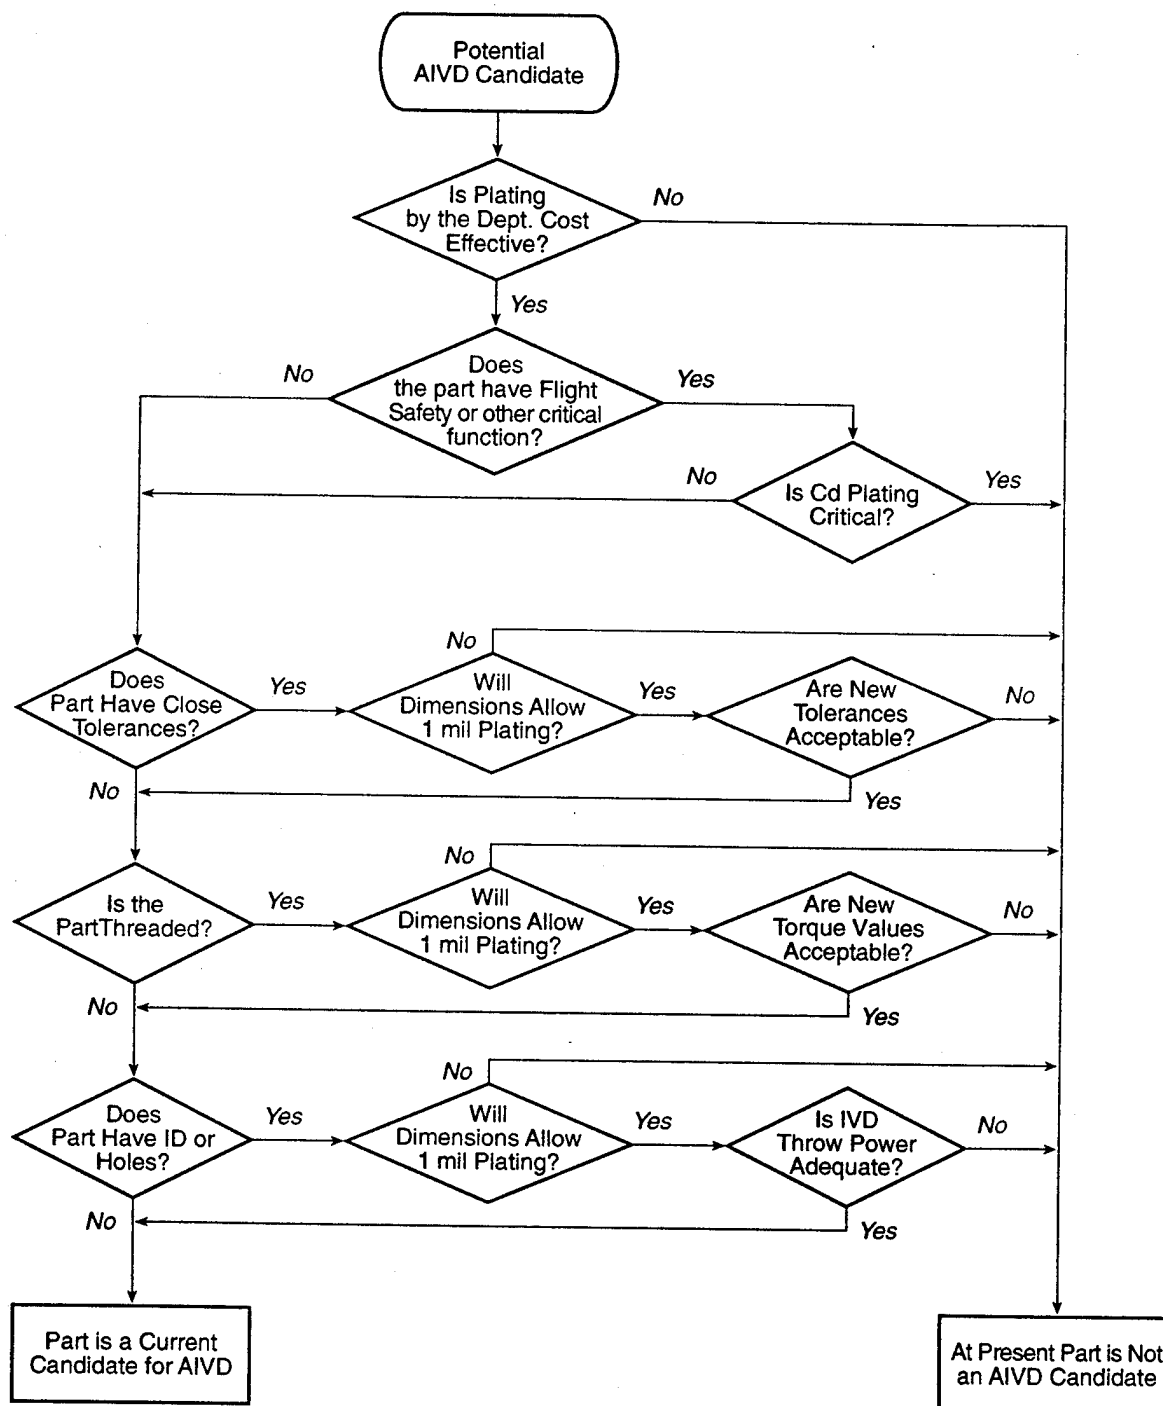 Potential
AIVD Candidate
Is Plating
by the Dept. Cost
Effective?
No
Yes
Does
the part have Flight
Safety or other critical
function?
No
Yes
Is Cd Plating
Critical?
No
Yes
Does
Part Have Close
Tolerances?
Yes
No
Will
Dimensions Allow
1 mil Plating?
No
Yes
Are New
Tolerances
Acceptable?
No
Yes
Is the
PartThreaded?
Yes
No
Will
Dimensions Allow
1 mil Plating?
No
Yes
Are New
Torque Values
Acceptable?
No
Yes
Does
Part Have ID or
Holes?
Yes
No
Will
Dimensions Allow
1 mil Plating?
No
Yes
Is IVD
Throw Power
Adequate?
No
Yes
Part is a Current
Candidate for AIVD
At Present Part is Not
an AIVD Candidate